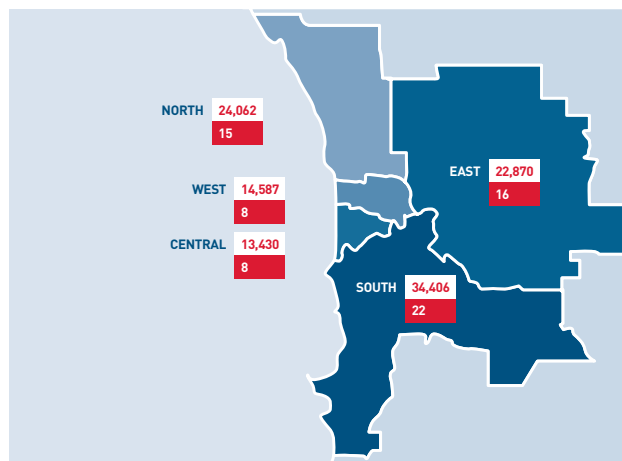 NORTH 24,062
15
WEST 14,587
8
CENTRAL 13,430
8
EAST 22,870
16
SOUTH 34,406
22